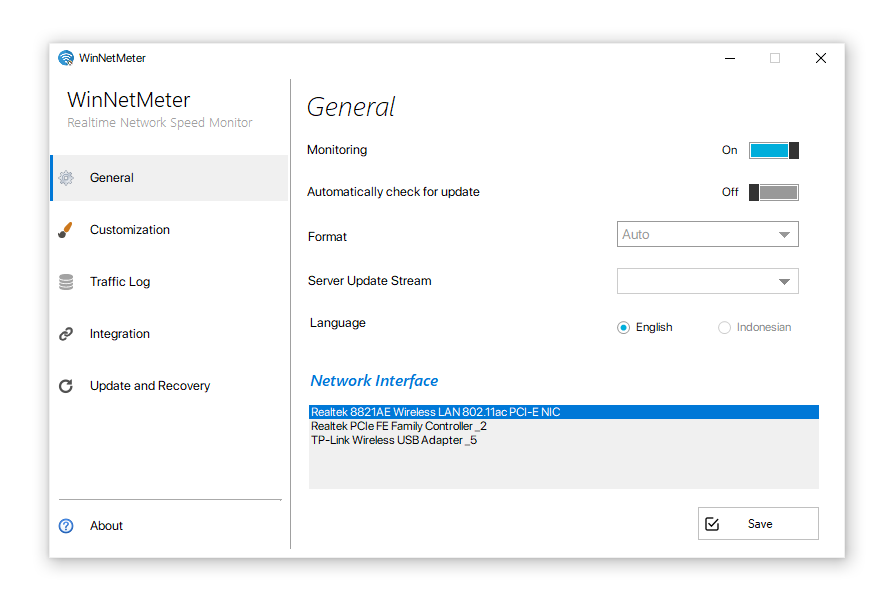 WinNetMeter
WinNetMeter
Realtime Network Speed Monitor
General
Customization
Traffic Log
Integration
Update and Recovery
About
General
Monitoring
On
Automatically check for update
Off
Format
Auto
Server Update Stream
Language
English
Indonesian
Network Interface
Realtek 8821AE Wireless LAN 802.11ac PCI-E NIC
Realtek PCIe FE Family Controller _2
TP-Link Wireless USB Adapter _5
Save